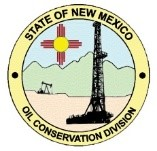 STATE OF NEW MEXICO
OIL CONSERVATION DIVISION